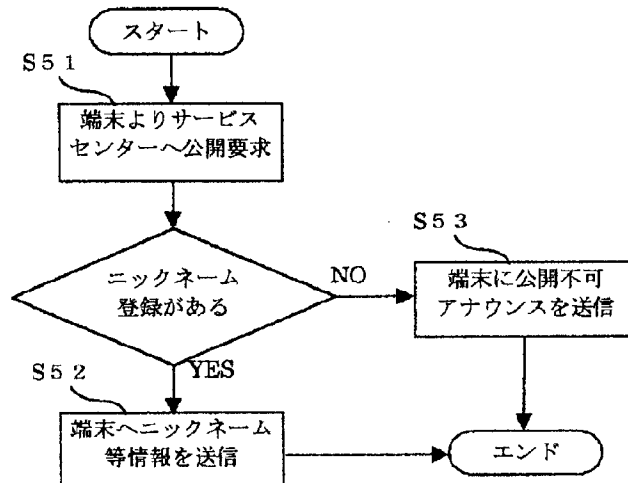 スタート
S51
端末よりサービス
センターへ公開要求
ニックネーム
登録がある
NO
S53
端末に公開不可
アナウンスを送信
YES
S52
端末へニックネーム
等情報を送信
エンド